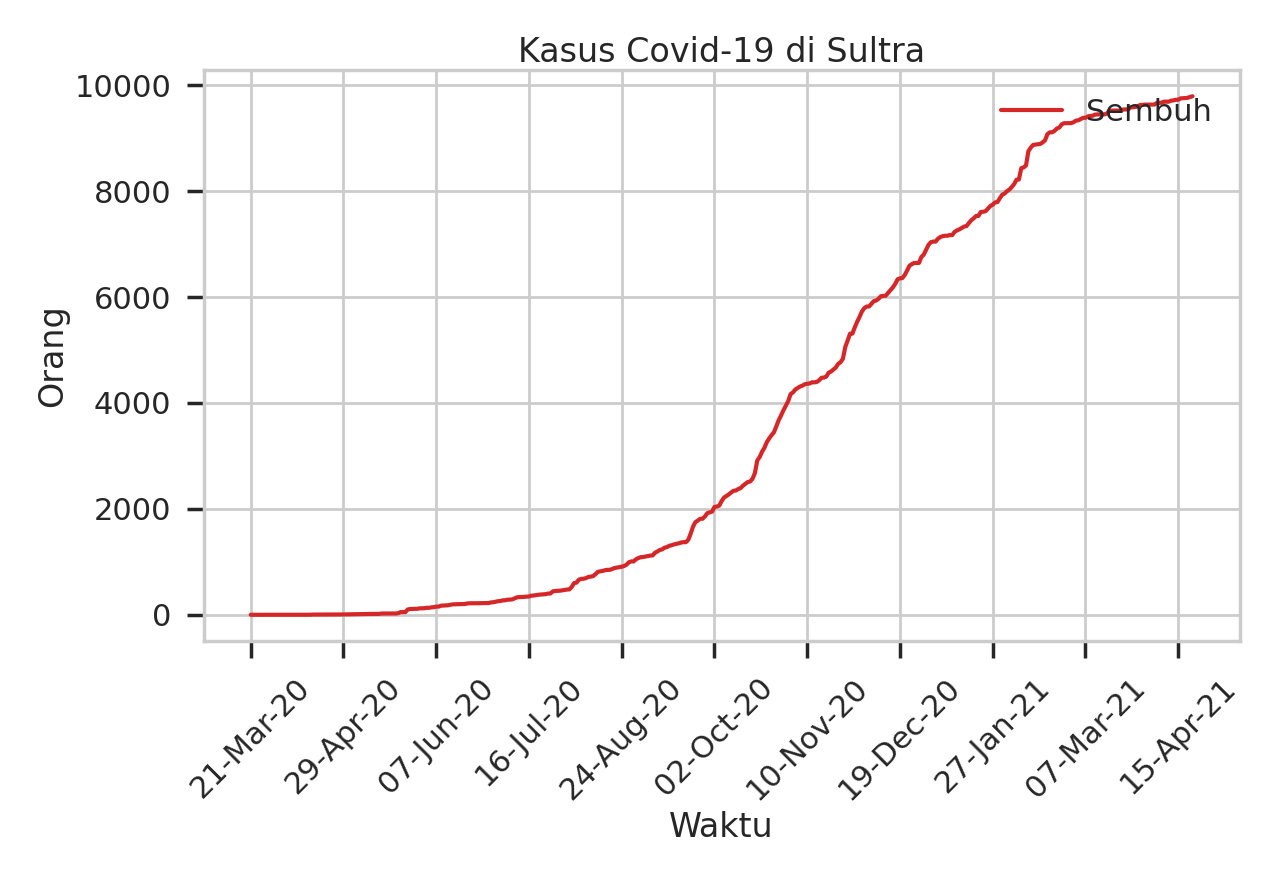 Kasus Covid-19 di Sultra
10000
8000
6000
4000
2000
0
Orang
Sembuh
21-Mar-20
29-Apr-20
07-Jun-20
16-Jul-20
24-Aug-20
02-Oct-20
10-Nov-20
19-Dec-20
27-Jan-21
07-Mar-21
15-Apr-21
Waktu